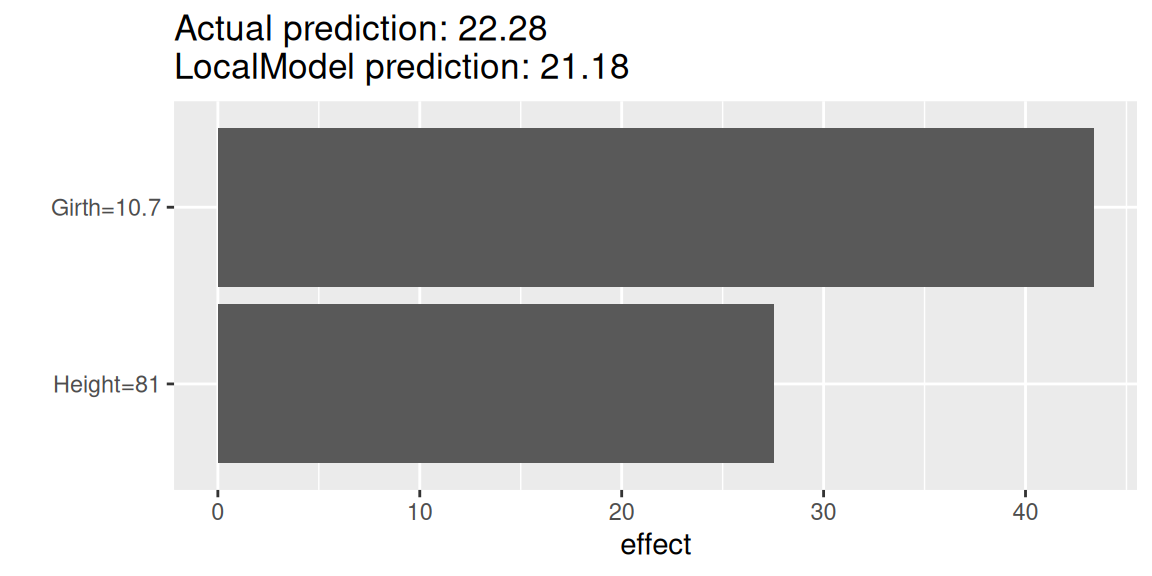 Actual prediction: 22.28
LocalModel prediction: 21.18
Girth=10.7
Height=81
0 10 20 30 40
effect